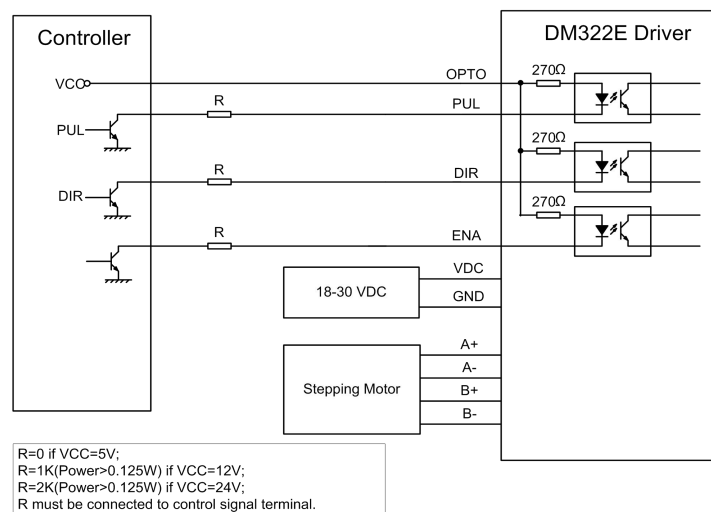 Controller
DM322E Driver
VCC
OPTO
270Ω
R
PUL
PUL
270Ω
R
DIR
DIR
270Ω
R
ENA
VDC
18-30 VDC
GND
A+
A-
Stepping Motor
B+
B-
R=0 if VCC=5V;
R=1K(Power>0.125W) if VCC=12V;
R=2K(Power>0.125W) if VCC=24V;
R must be connected to control signal terminal.